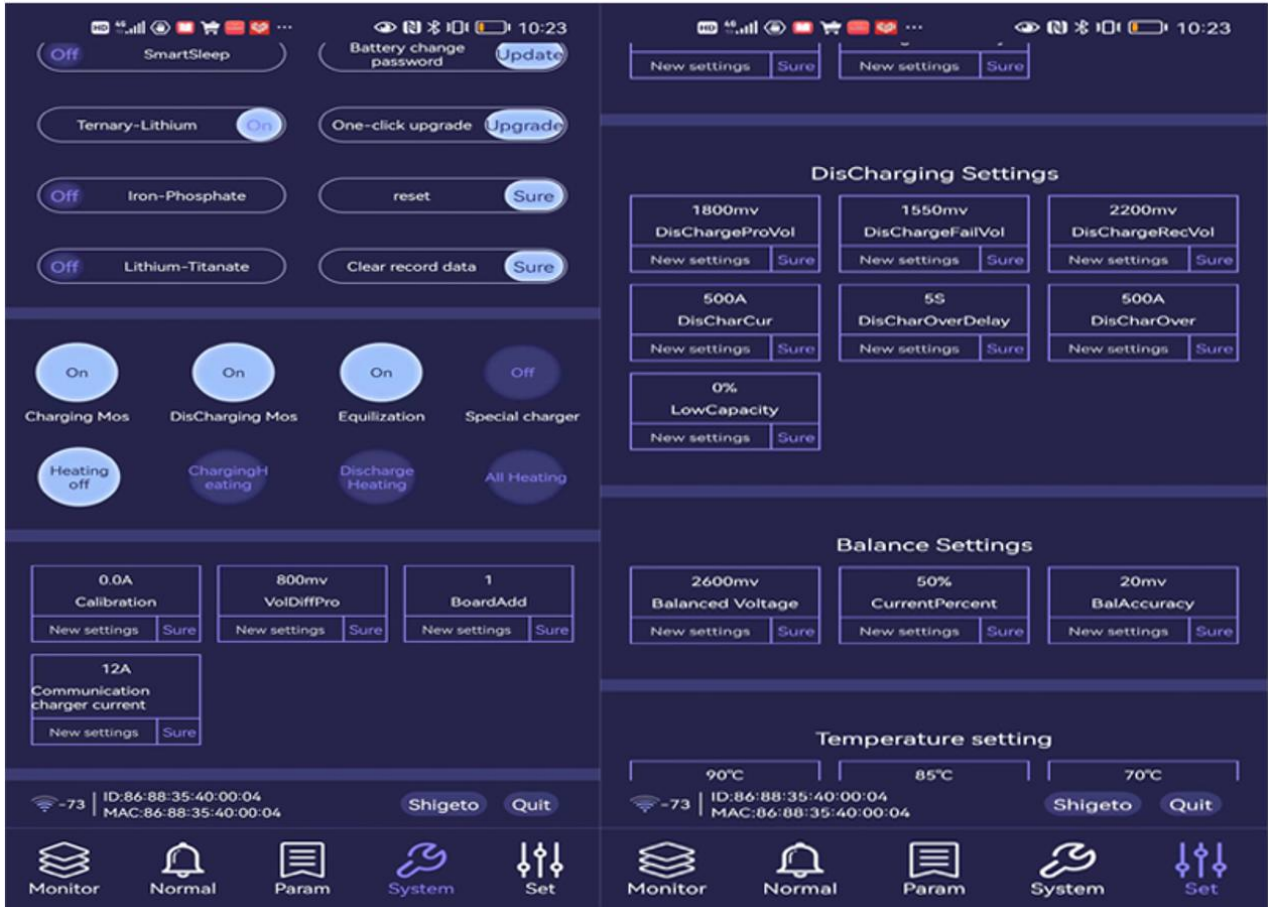 HD 4G 10:23
Off SmartSleep
Battery change
password
Update
Ternary-Lithium On
One-click upgrade Upgrade
Off Iron-Phosphate
reset Sure
Off Lithium-Titanate
Clear record data Sure
On On On Off
Charging Mos DisCharging Mos Equilization Special charger
Heating
off
ChargingH
eating
Discharge
Heating
All Heating
0.0A 800mv 1
Calibration VolDiffPro BoardAdd
New settings Sure New settings Sure New settings Sure
12A
Communication
charger current
New settings Sure
-73 ID:86:88:35:40:00:04
MAC:86:88:35:40:00:04
Shigeto Quit
Monitor Normal Param System Set
HD 4G 10:23
New settings Sure New settings Sure
DisCharging Settings
1800mv 1550mv 2200mv
DisChargeProVol DisChargeFailVol DisChargeRecVol
New settings Sure New settings Sure New settings Sure
500A 5S 500A
DisCharCur DisCharOverDelay DisCharOver
New settings Sure New settings Sure New settings Sure
0%
LowCapacity
New settings Sure
Balance Settings
2600mv 50% 20mv
Balanced Voltage CurrentPercent BalAccuracy
New settings Sure New settings Sure New settings Sure
Temperature setting
90℃ 85℃ 70℃
-73 ID:86:88:35:40:00:04
MAC:86:88:35:40:00:04
Shigeto Quit
Monitor Normal Param System Set